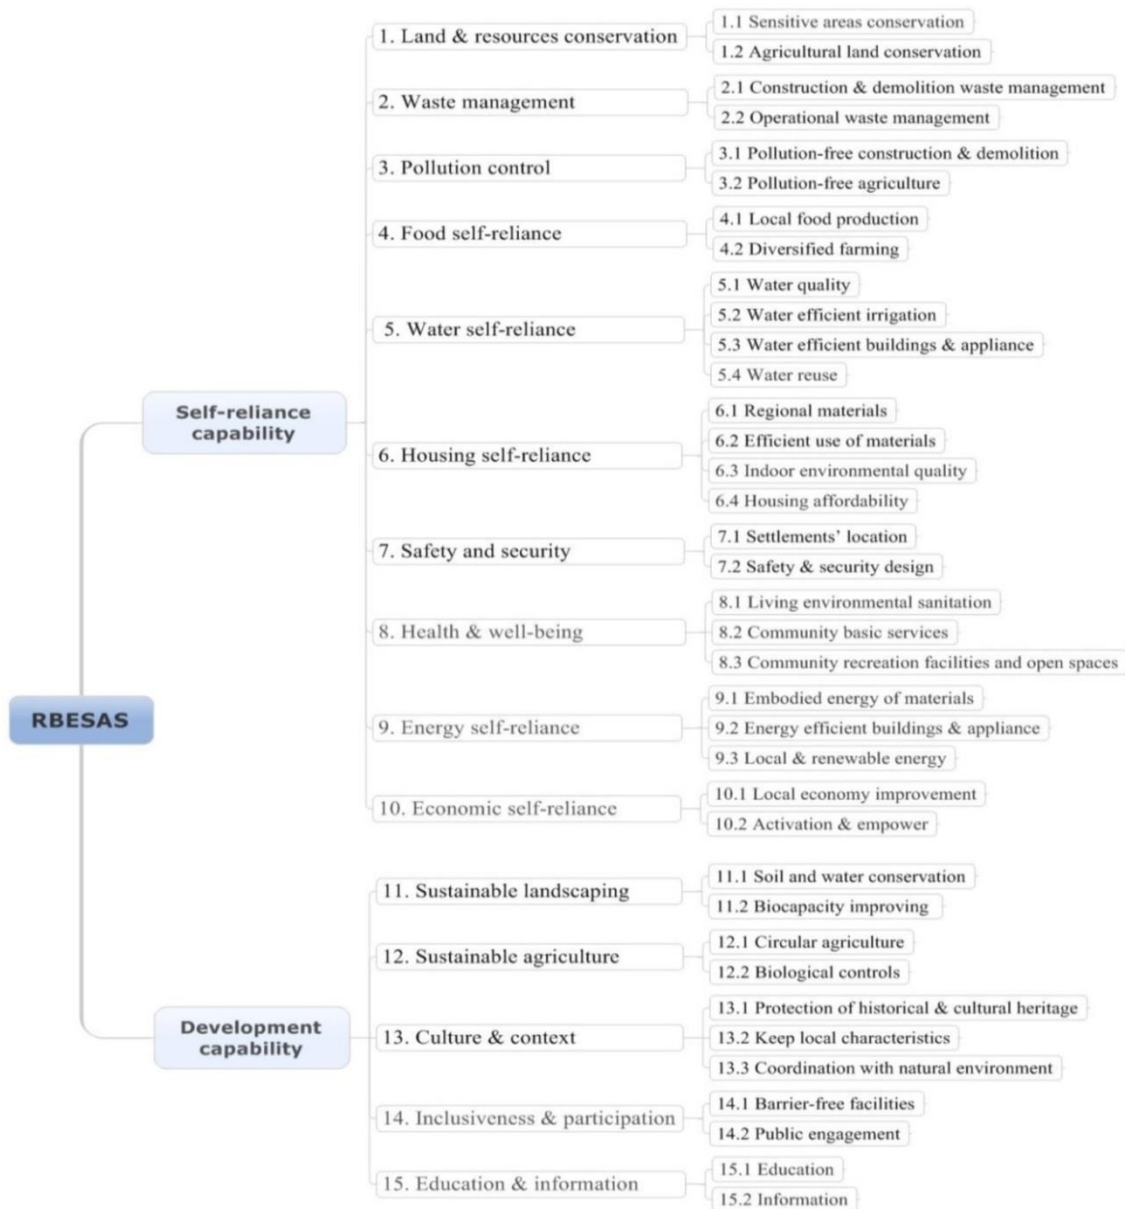 RBESAS
Self-reliance
capability
1. Land & resources conservation
1.1 Sensitive areas conservation
1.2 Agricultural land conservation
2. Waste management
2.1 Construction & demolition waste management
2.2 Operational waste management
3. Pollution control
3.1 Pollution-free construction & demolition
3.2 Pollution-free agriculture
4. Food self-reliance
4.1 Local food production
4.2 Diversified farming
5. Water self-reliance
5.1 Water quality
5.2 Water efficient irrigation
5.3 Water efficient buildings & appliance
5.4 Water reuse
6. Housing self-reliance
6.1 Regional materials
6.2 Efficient use of materials
6.3 Indoor environmental quality
6.4 Housing affordability
7. Safety and security
7.1 Settlements’ location
7.2 Safety & security design
8. Health & well-being
8.1 Living environmental sanitation
8.2 Community basic services
8.3 Community recreation facilities and open spaces
9. Energy self-reliance
9.1 Embodied energy of materials
9.2 Energy efficient buildings & appliance
9.3 Local & renewable energy
10. Economic self-reliance
10.1 Local economy improvement
10.2 Activation & empower
Development
capability
11. Sustainable landscaping
11.1 Soil and water conservation
11.2 Biocapacity improving
12. Sustainable agriculture
12.1 Circular agriculture
12.2 Biological controls
13. Culture & context
13.1 Protection of historical & cultural heritage
13.2 Keep local characteristics
13.3 Coordination with natural environment
14. Inclusiveness & participation
14.1 Barrier-free facilities
14.2 Public engagement
15. Education & information
15.1 Education
15.2 Information